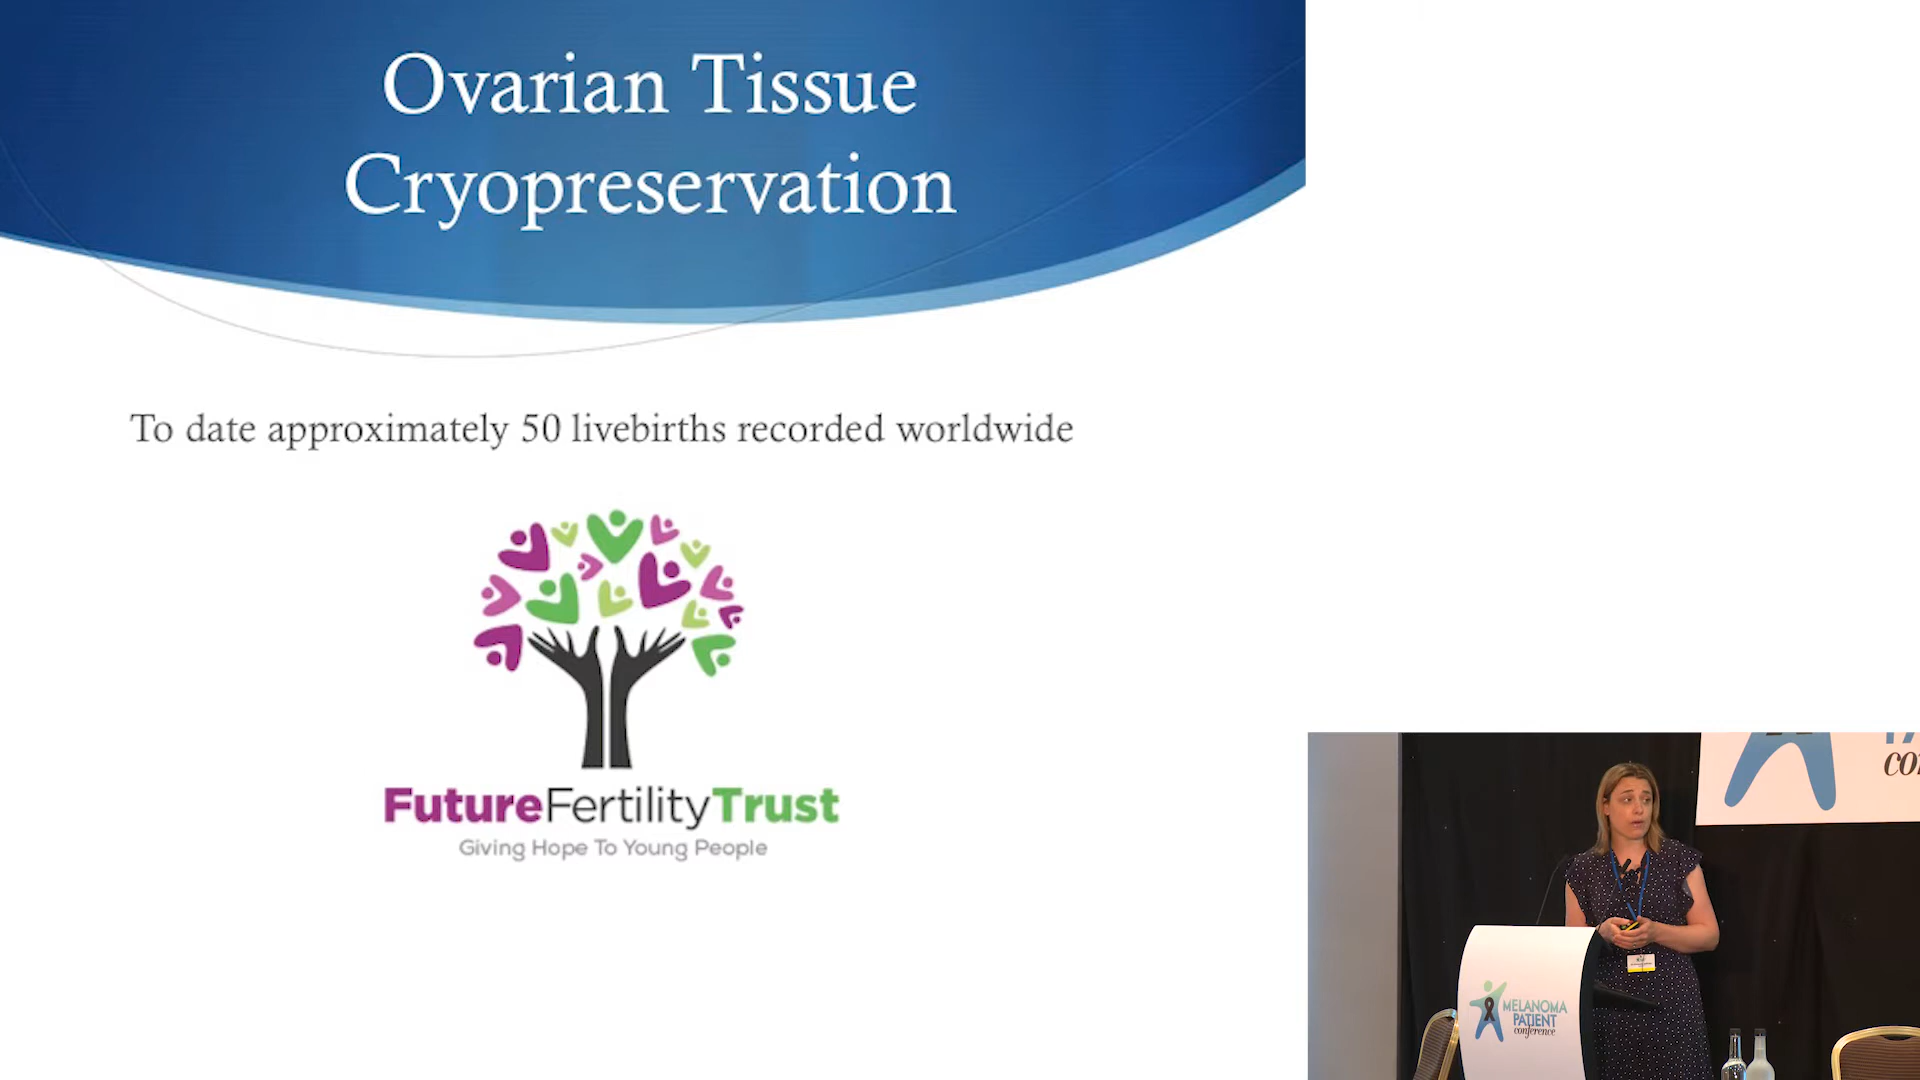 Ovarian Tissue
Cryopreservation
To date approximately 50 livebirths recorded worldwide
FutureFertilityTrust
Giving Hope To Young People
MELANOMA
PATIENT
conference